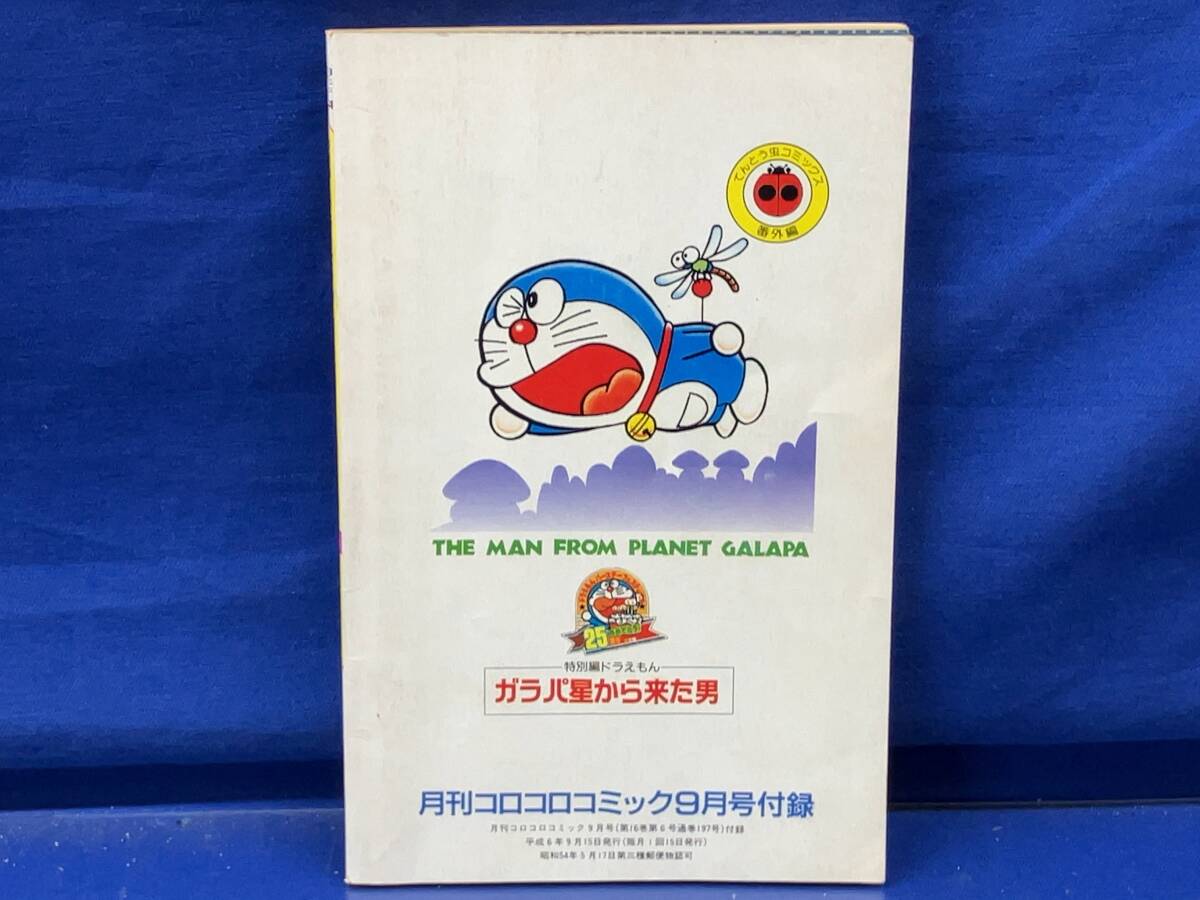 てんとう虫コミックス
番外編
THE MAN FROM PLANET GALAPA
25
特別編ドラえもん
ガラパ星から来た男
月刊コロコロコミック9月号付録
月刊コロコロコミック9月号(第16巻第6号通巻197号)付録
平成6年9月15日発行(毎月1回15日発行)
昭和54年5月17日第三種郵便物認可